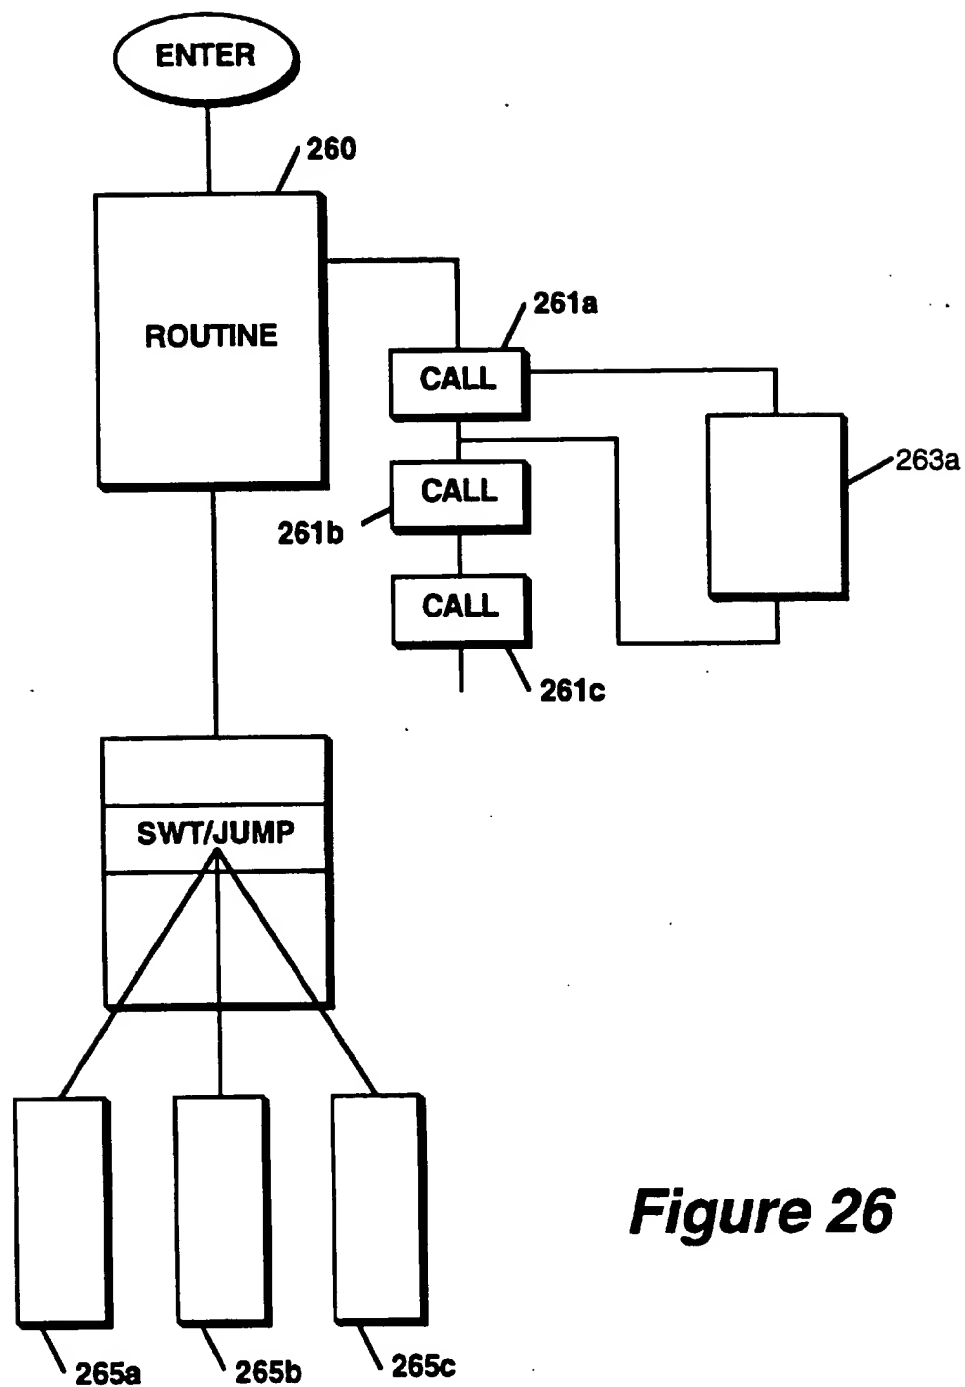 ENTER
260
ROUTINE
261a
CALL
263a
CALL
261b
CALL
261c
SWT/JUMP
Figure 26
265a
265b
265c